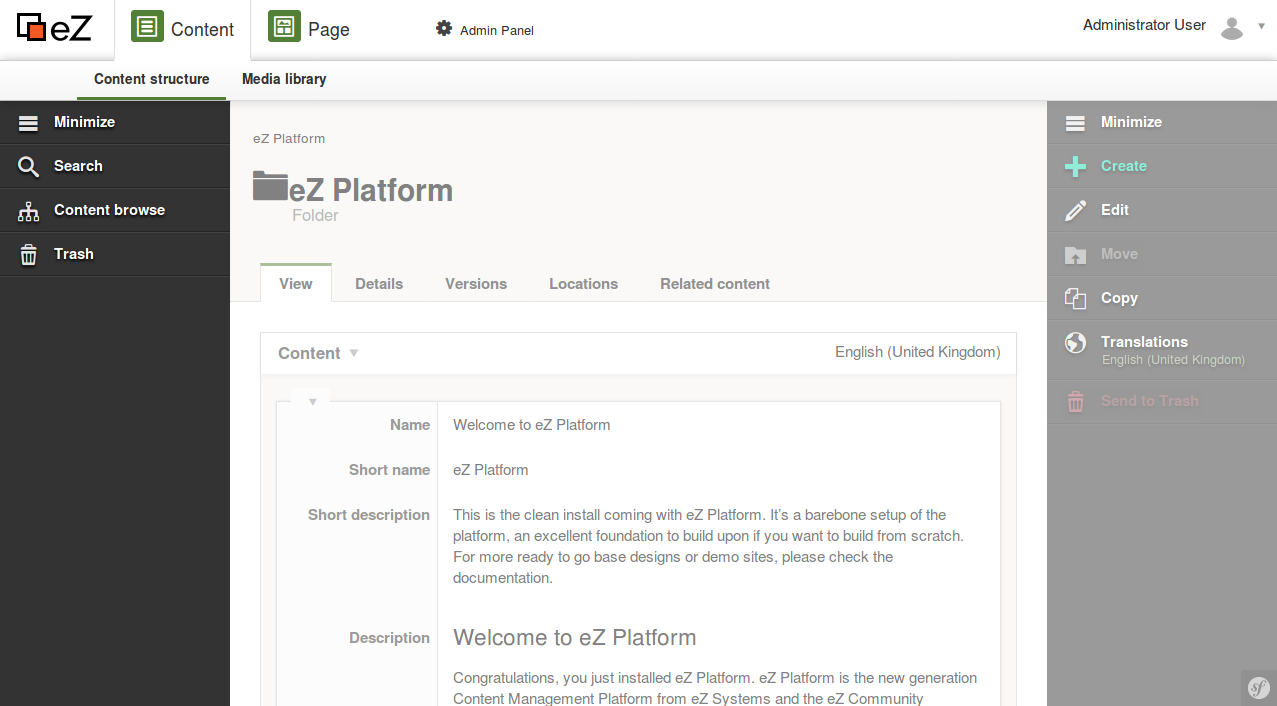 eZ
Content
Page
Admin Panel
Administrator User
Content structure
Media library
Minimize
Search
Content browse
Trash
eZ Platform
eZ Platform
Folder
View
Details
Versions
Locations
Related content
Content
English (United Kingdom)
Name
Welcome to eZ Platform
Short name
eZ Platform
Short description
This is the clean install coming with eZ Platform. It's a barebone setup of the
platform, an excellent foundation to build upon if you want to build from scratch.
For more ready to go base designs or demo sites, please check the
documentation.
Description
Welcome to eZ Platform
Congratulations, you just installed eZ Platform. eZ Platform is the new generation
Content Management Platform from eZ Systems and the eZ Community
Minimize
Create
Edit
Move
Copy
Translations
English (United Kingdom)
Send to Trash
sf